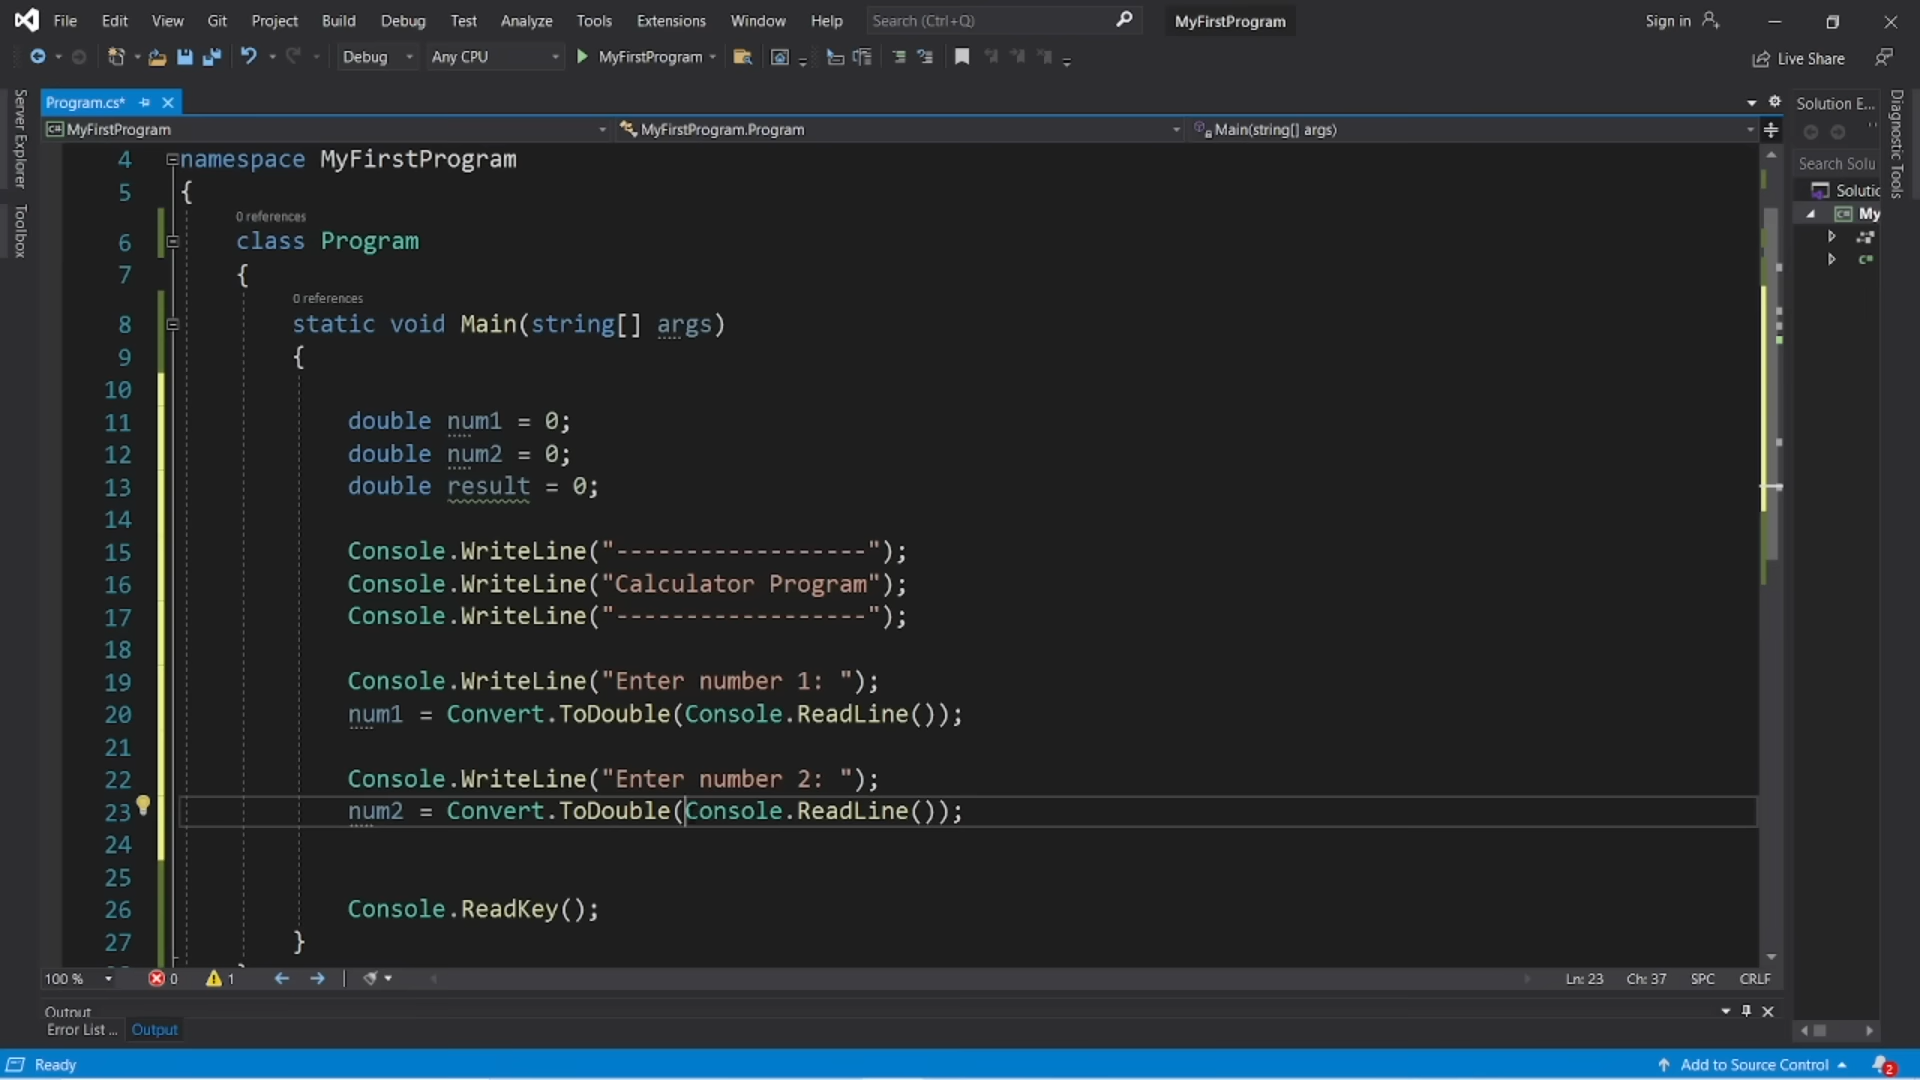 File Edit View Git Project Build Debug Test Analyze Tools Extensions Window Help Search (Ctrl+Q) MyFirstProgram Sign in
Debug Any CPU MyFirstProgram Live Share
Server Explorer
Toolbox
Program.cs*
MyFirstProgram MyFirstProgram.Program Main(string[] args)
4 namespace MyFirstProgram
5 {
0 references
6 class Program
7 {
0 references
8 static void Main(string[] args)
9 {
10
11 double num1 = 0;
12 double num2 = 0;
13 double result = 0;
14
15 Console.WriteLine("------------------");
16 Console.WriteLine("Calculator Program");
17 Console.WriteLine("------------------");
18
19 Console.WriteLine("Enter number 1: ");
20 num1 = Convert.ToDouble(Console.ReadLine());
21
22 Console.WriteLine("Enter number 2: ");
23 num2 = Convert.ToDouble(Console.ReadLine());
24
25
26 Console.ReadKey();
27 }
100 % 0 1 Ln: 23 Ch: 37 SPC CRLF
Output
Error List ... Output
Solution E...
Search Solu
Solutio
My
Diagnostic Tools
Ready Add to Source Control 2